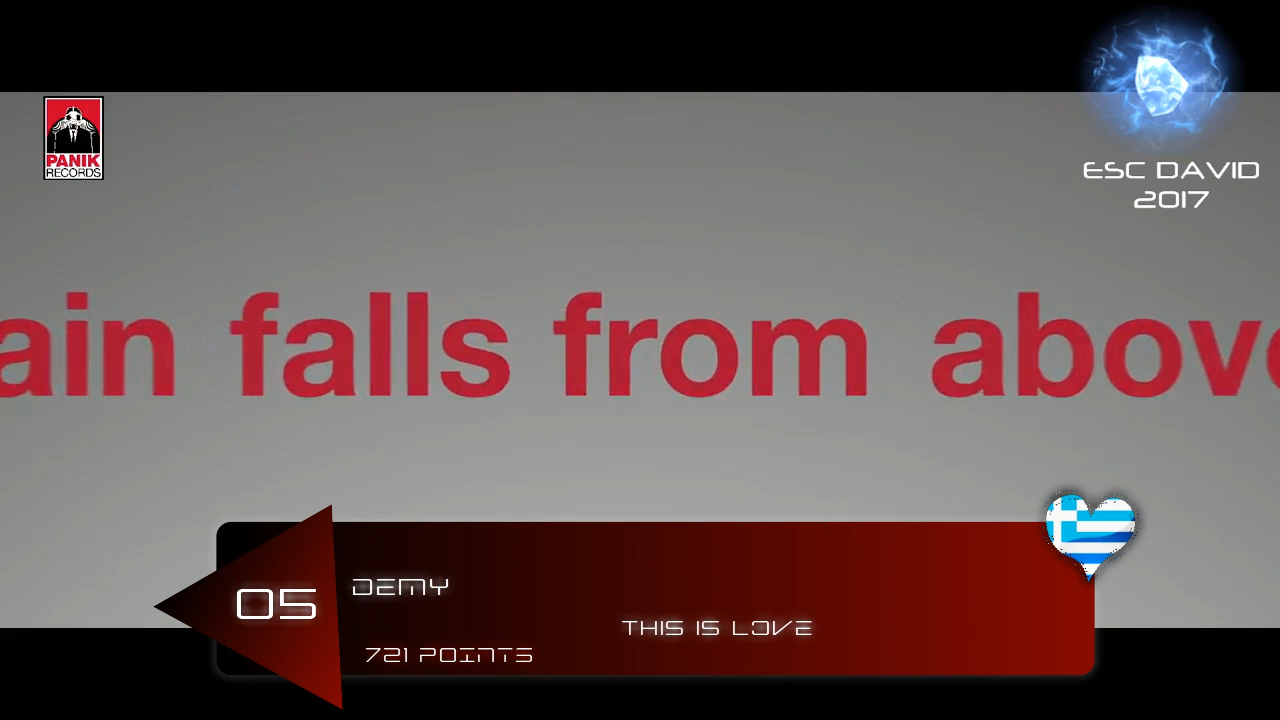 PANIK
RECORDS
ESC DAVID
2017
ain falls from above
05
DEMY
THIS IS LOVE
721 POINTS